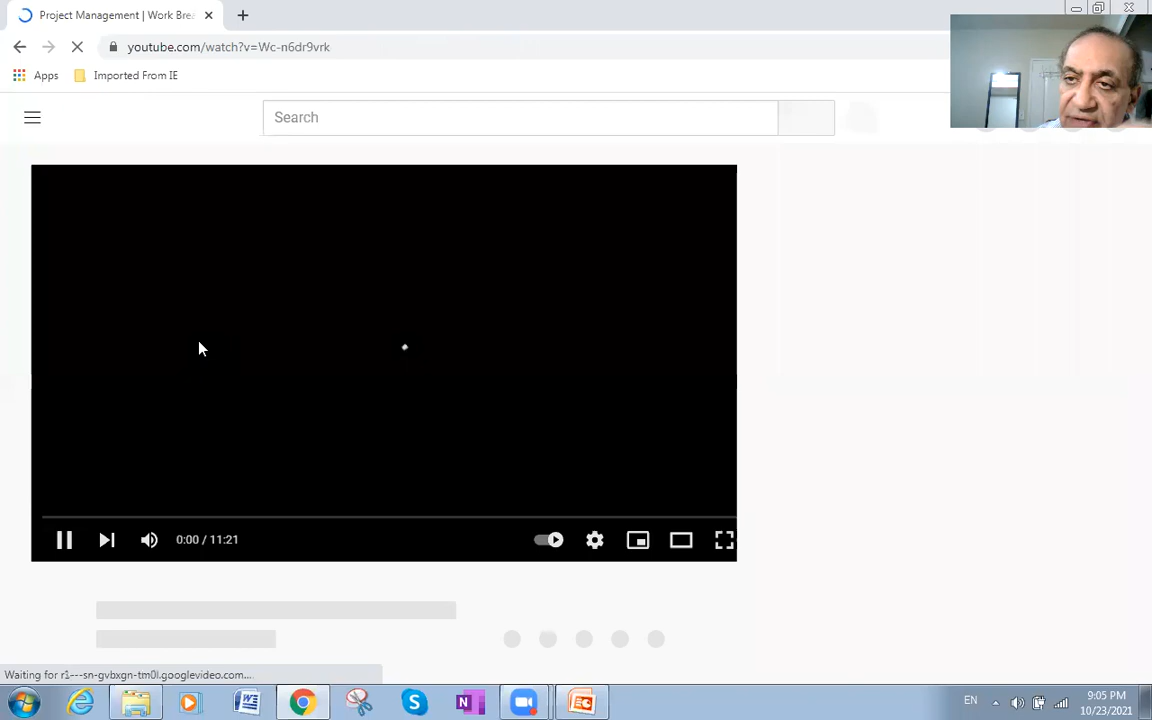 Project Management | Work Brea
youtube.com/watch?v=Wc-n6dr9vrk
Apps Imported From IE
Search
0:00 / 11:21
Waiting for r1---sn-gvbxgn-tm0l.googlevideo.com...
EN
9:05 PM
10/23/2021